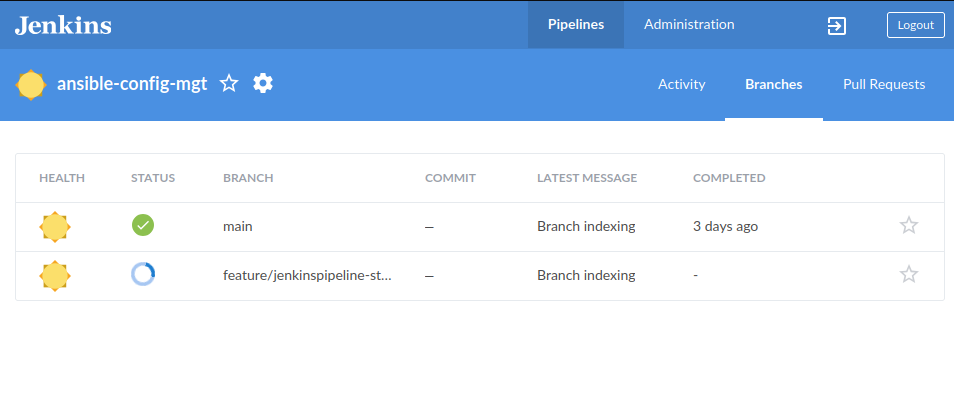 Jenkins Pipelines Administration Logout
ansible-config-mgt Activity Branches Pull Requests
HEALTH STATUS BRANCH COMMIT LATEST MESSAGE COMPLETED
main – Branch indexing 3 days ago
feature/jenkinspipeline-st... – Branch indexing -